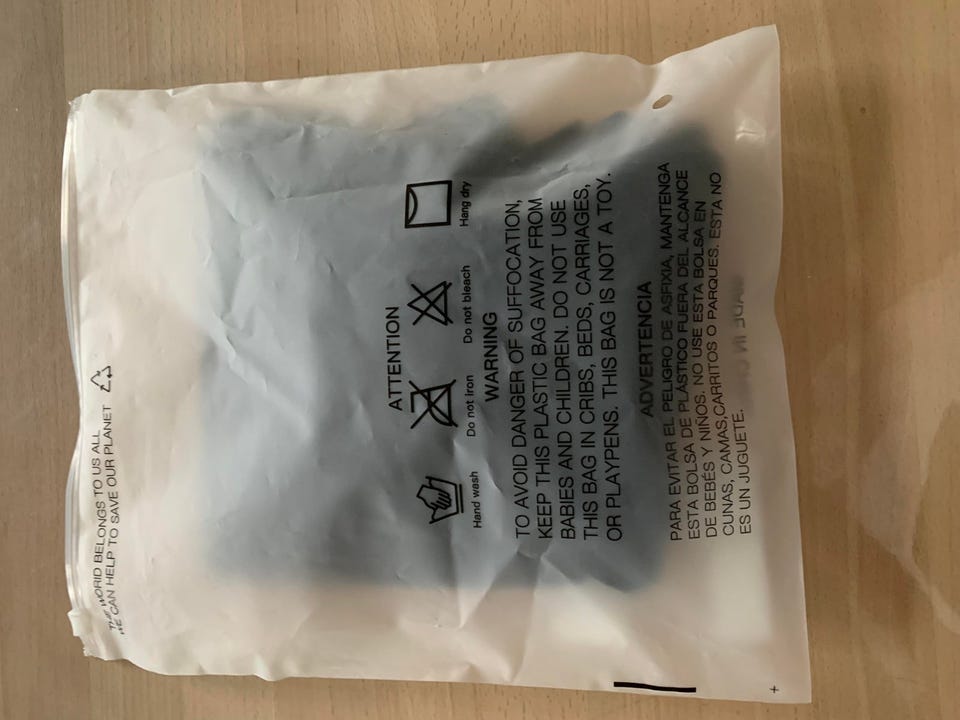 THE WORID BELONGS TO US ALL
WE CAN HELP TO SAVE OUR PLANET
ATTENTION
Hand wash Do not iron Do not bleach Hang dry
WARNING
TO AVOID DANGER OF SUFFOCATION,
KEEP THIS PLASTIC BAG AWAY FROM
BABIES AND CHILDREN. DO NOT USE
THIS BAG IN CRIBS, BEDS, CARRIAGES,
OR PLAYPENS. THIS BAG IS NOT A TOY.
ADVERTENCIA
PARA EVITAR EL PELIGRO DE ASFIXIA, MANTENGA
ESTA BOLSA DE PLÁSTICO FUERA DEL ALCANCE
DE BEBÉS Y NIÑOS. NO USE ESTA BOLSA EN
CUNAS, CAMAS,CARRITOS O PARQUES. ESTA NO
ES UN JUGUETE.
MADE IN